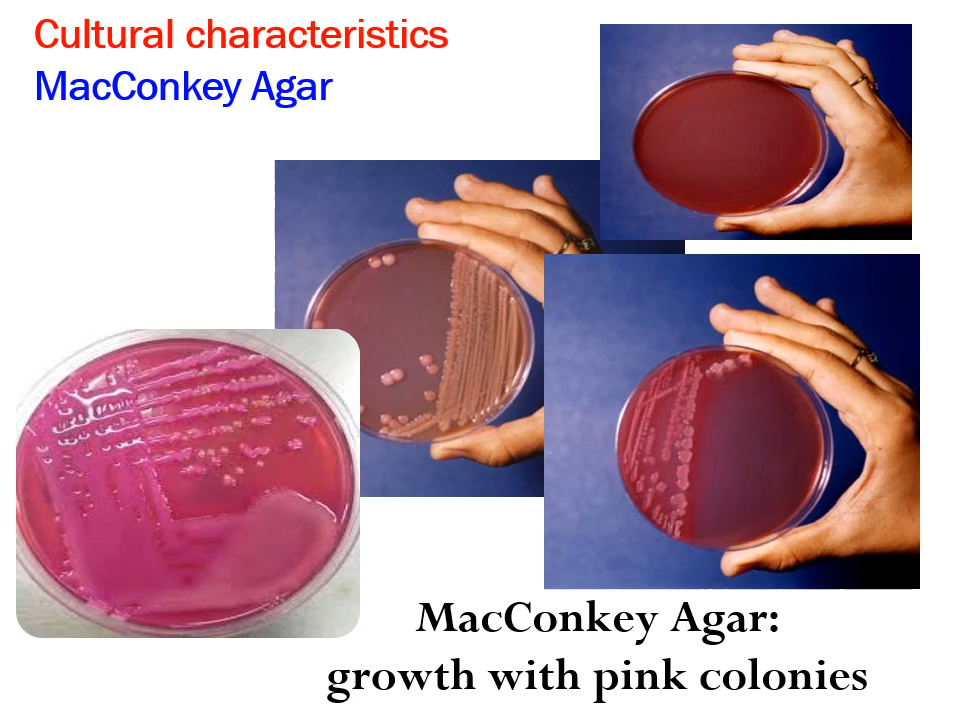 Cultural characteristics
MacConkey Agar
MacConkey Agar:
growth with pink colonies